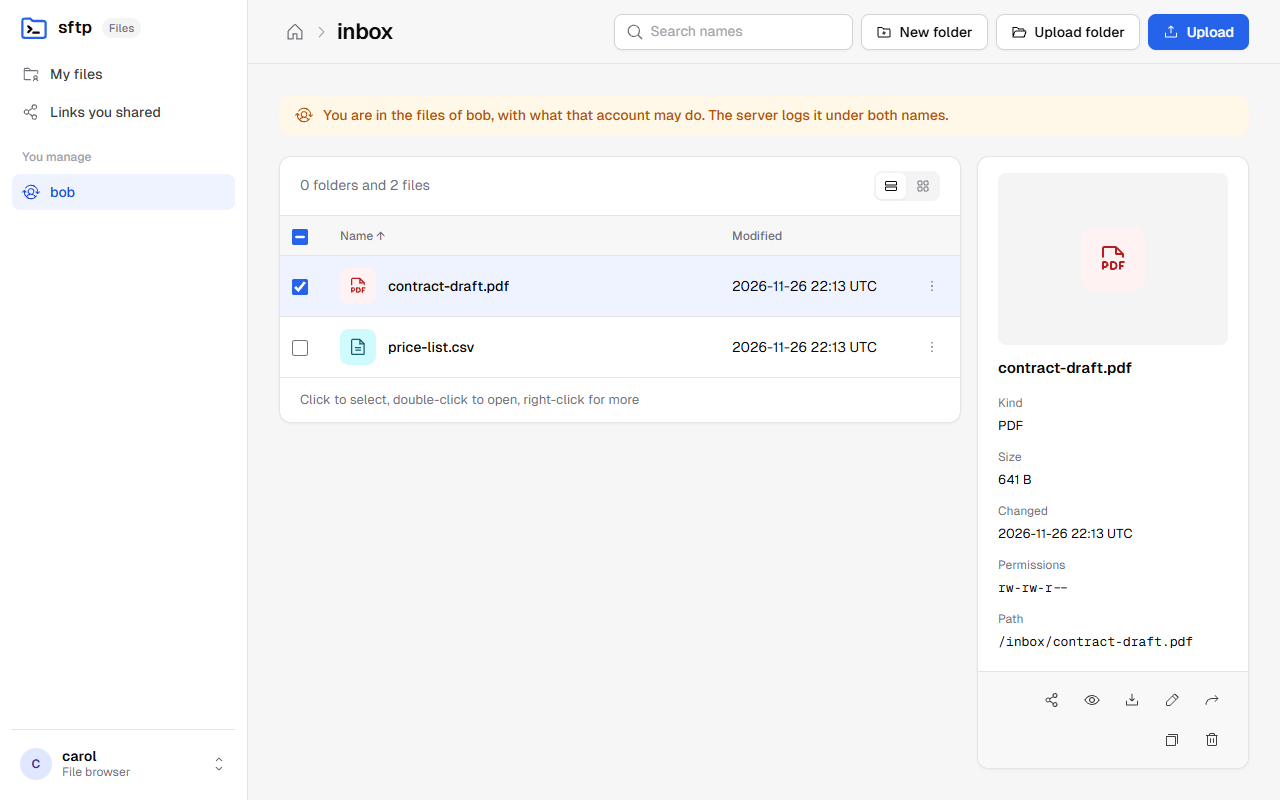 sftp Files
My files
Links you shared
You manage
bob
carol
C
File browser
inbox
Search names
New folder
Upload folder
Upload
You are in the files of bob, with what that account may do. The server logs it under both names.
0 folders and 2 files
Name Modified
PDF contract-draft.pdf 2026-11-26 22:13 UTC
price-list.csv 2026-11-26 22:13 UTC
Click to select, double-click to open, right-click for more
PDF
contract-draft.pdf
Kind
PDF
Size
641 B
Changed
2026-11-26 22:13 UTC
Permissions
rw-rw-r--
Path
/inbox/contract-draft.pdf